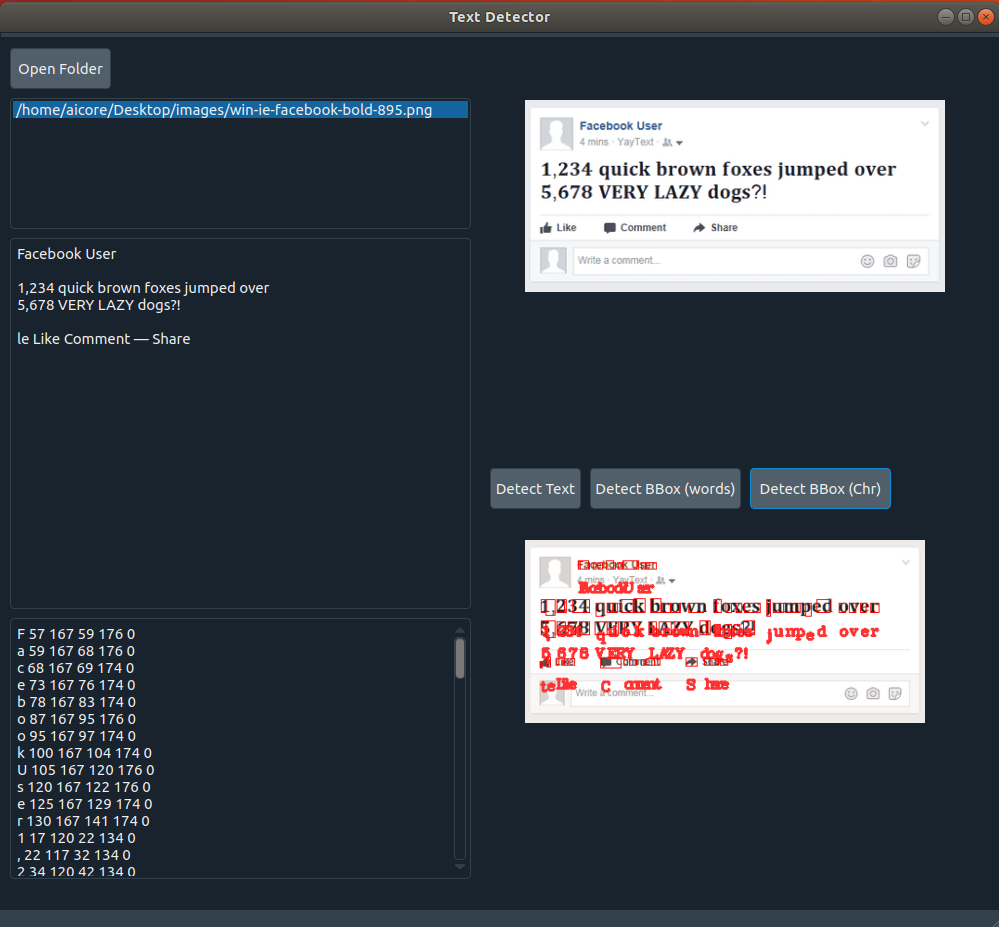 Text Detector
Open Folder
/home/aicore/Desktop/images/win-ie-facebook-bold-895.png
Facebook User
1,234 quick brown foxes jumped over
5,678 VERY LAZY dogs?!
le Like Comment — Share
F 57 167 59 176 0
a 59 167 68 176 0
c 68 167 69 174 0
e 73 167 76 174 0
b 78 167 83 174 0
o 87 167 95 176 0
o 95 167 97 174 0
k 100 167 104 174 0
U 105 167 120 176 0
s 120 167 122 176 0
e 125 167 129 174 0
r 130 167 141 174 0
1 17 120 22 134 0
, 22 117 32 134 0
2 34 120 42 134 0
Facebook User
4 mins · YayText ·
1,234 quick brown foxes jumped over
5,678 VERY LAZY dogs?!
Like Comment Share
Write a comment...
Detect Text Detect BBox (words) Detect BBox (Chr)
Facebook User
4 mins · YayText ·
1,234 quick brown foxes jumped over
5,678 VERY LAZY dogs?!
Like Comment Share
Write a comment...